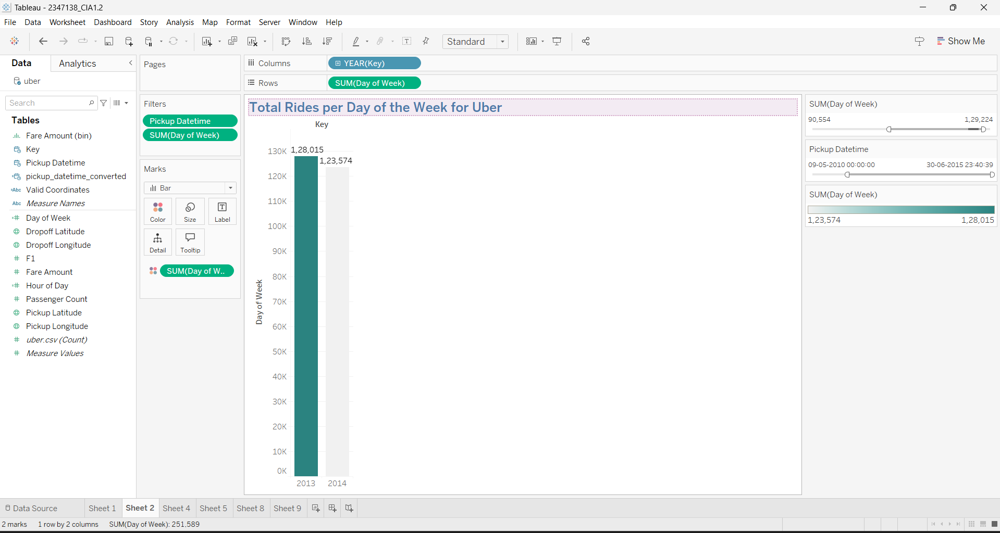 Tableau - 2347138_CIA1.2
File Data Worksheet Dashboard Story Analysis Map Format Server Window Help
Standard
Show Me
Data Analytics
uber
Search
Tables
Fare Amount (bin)
Key
Pickup Datetime
pickup_datetime_converted
Abc Valid Coordinates
Abc Measure Names
Day of Week
Dropoff Latitude
Dropoff Longitude
F1
Fare Amount
Hour of Day
Passenger Count
Pickup Latitude
Pickup Longitude
uber.csv (Count)
Measure Values
Pages
Filters
Pickup Datetime
SUM(Day of Week)
Marks
Bar
Color Size Label
Detail Tooltip
SUM(Day of W..
Columns YEAR(Key)
Rows SUM(Day of Week)
Total Rides per Day of the Week for Uber
Key
1,28,015
1,23,574
130K
120K
110K
100K
90K
80K
70K
60K
50K
40K
30K
20K
10K
0K
Day of Week
2013 2014
SUM(Day of Week)
90,554 1,29,224
Pickup Datetime
09-05-2010 00:00:00 30-06-2015 23:40:39
SUM(Day of Week)
1,23,574 1,28,015
Data Source Sheet 1 Sheet 2 Sheet 4 Sheet 5 Sheet 8 Sheet 9
2 marks 1 row by 2 columns SUM(Day of Week): 251,589